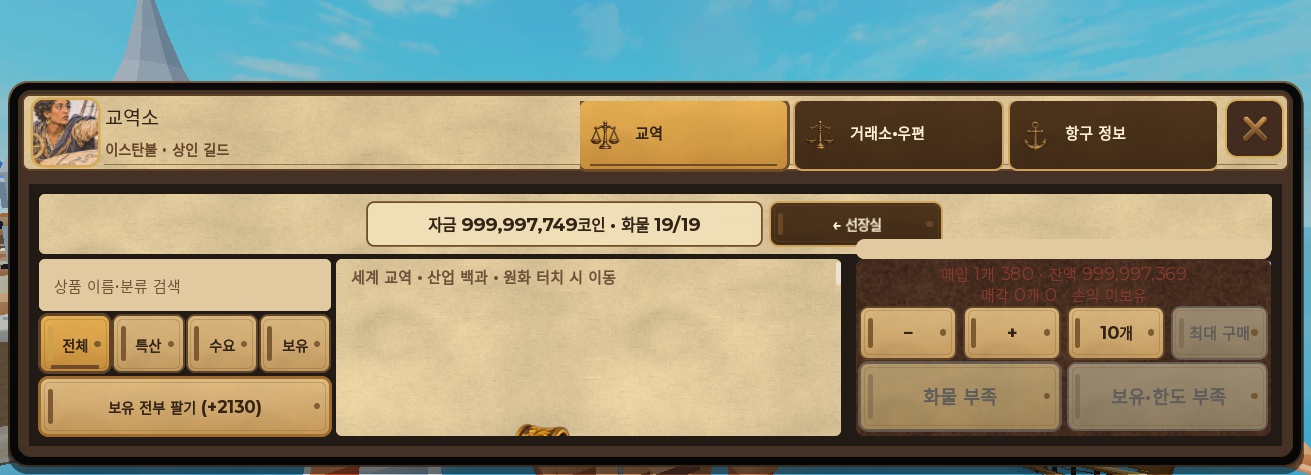 교역소
이스탄불 · 상인 길드
교역
거래소•우편
항구 정보
자금 999,997,749코인 • 화물 19/19
← 선장실
상품 이름·분류 검색
세계 교역 • 산업 백과 • 원화 터치 시 이동
매입 1개 380 · 잔액 999,997,369
매각 0개 0 · 손익 미보유
전체
특산
수요
보유
−
+
10개
최대 구매
보유 전부 팔기 (+2130)
화물 부족
보유•한도 부족